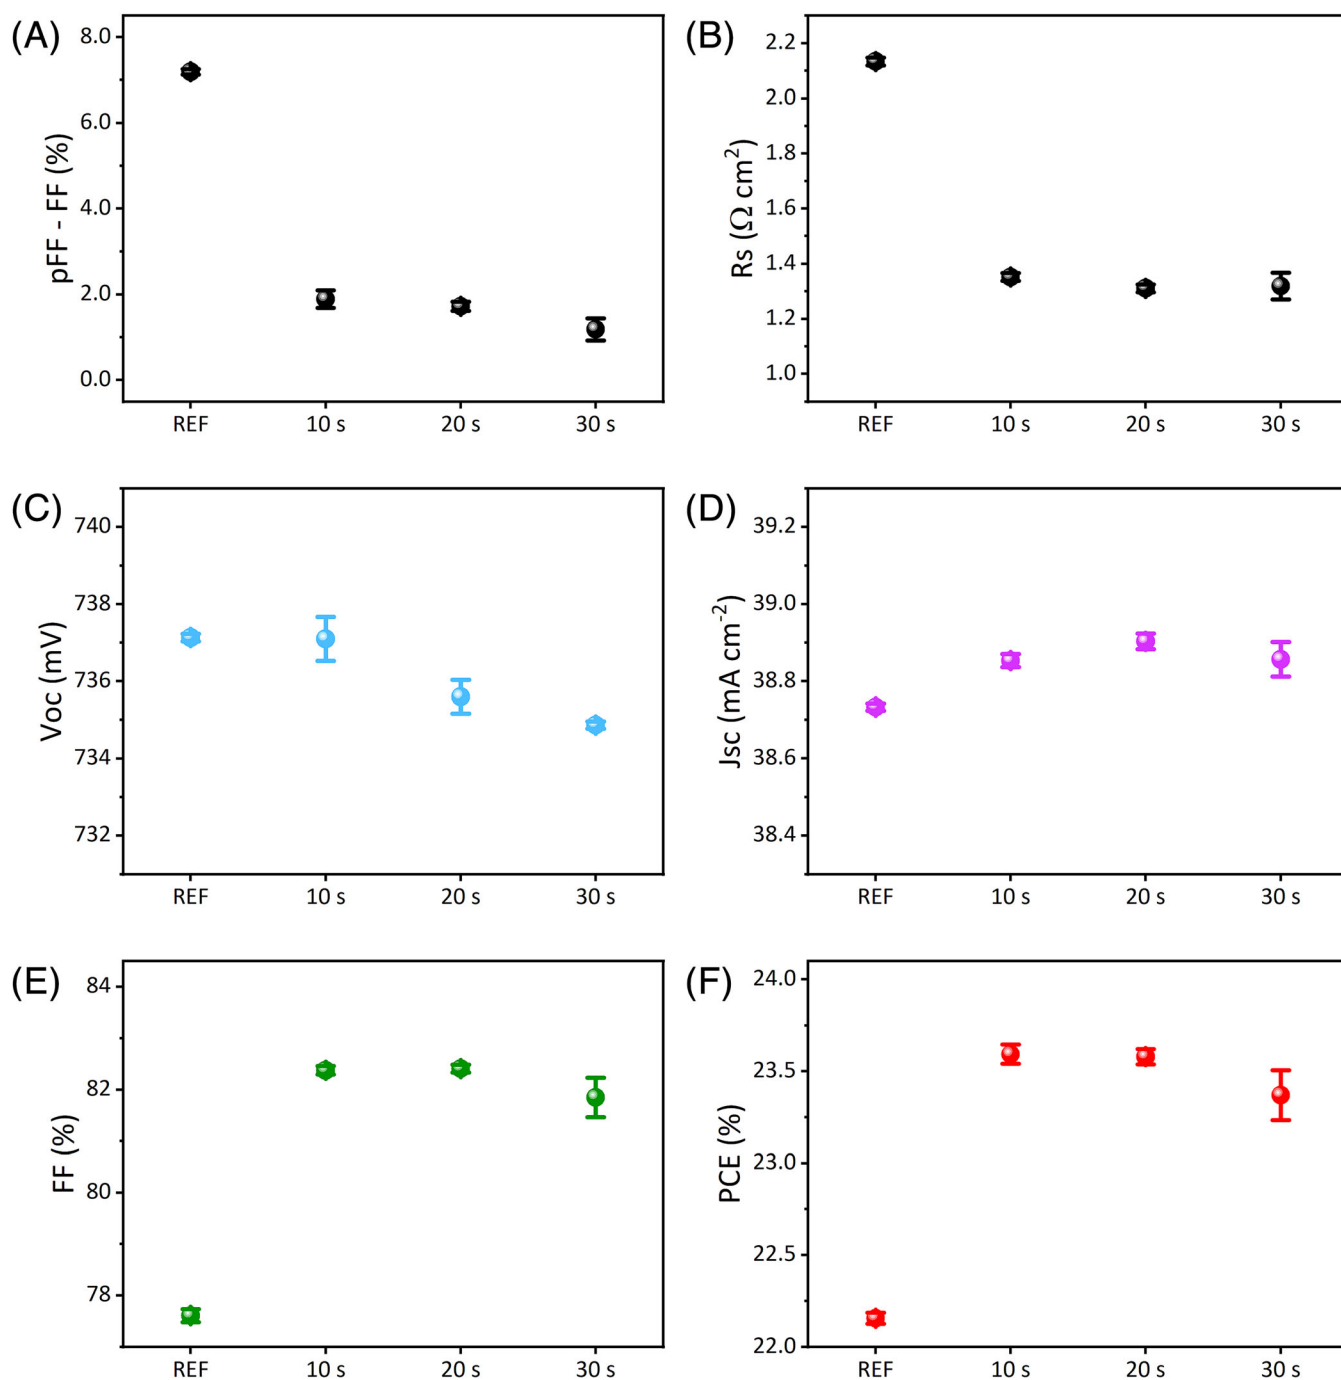 (A)
8.0
6.0
4.0
2.0
0.0
pFF - FF (%)
REF 10 s 20 s 30 s
(B)
2.2
2.0
1.8
1.6
1.4
1.2
1.0
Rs (Ω cm²)
REF 10 s 20 s 30 s
(C)
740
738
736
734
732
Voc (mV)
REF 10 s 20 s 30 s
(D)
39.2
39.0
38.8
38.6
38.4
Jsc (mA cm⁻²)
REF 10 s 20 s 30 s
(E)
84
82
80
78
FF (%)
REF 10 s 20 s 30 s
(F)
24.0
23.5
23.0
22.5
22.0
PCE (%)
REF 10 s 20 s 30 s